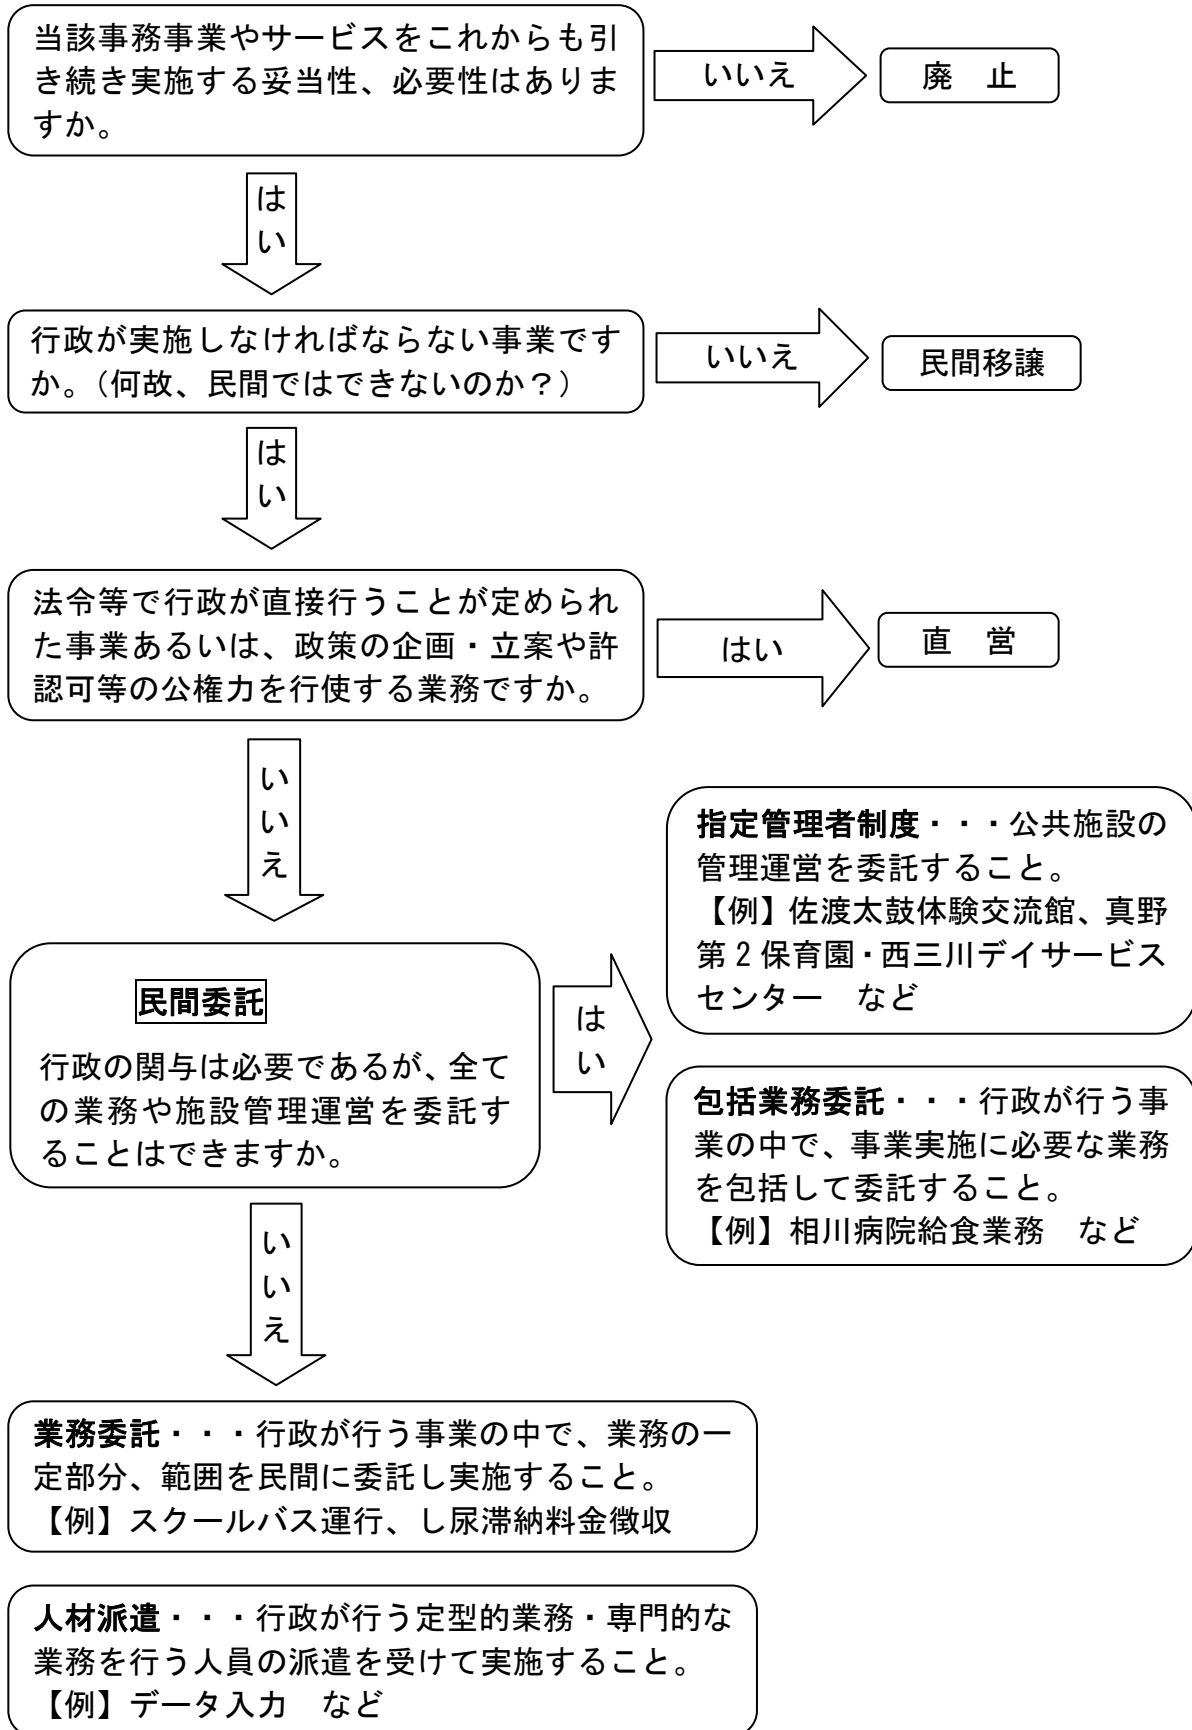 当該事務事業やサービスをこれからも引
き続き実施する妥当性、必要性はありま
すか。
いいえ
廃　止
はい
行政が実施しなければならない事業です
か。（何故、民間ではできないのか？）
いいえ
民間移譲
はい
法令等で行政が直接行うことが定められ
た事業あるいは、政策の企画・立案や許
認可等の公権力を行使する業務ですか。
はい
直　営
いいえ
民間委託
行政の関与は必要であるが、全て
の業務や施設管理運営を委託す
ることはできますか。
はい
指定管理者制度・・・公共施設の
管理運営を委託すること。
【例】佐渡太鼓体験交流館、真野
第２保育園・西三川デイサービス
センター　など
包括業務委託・・・行政が行う事
業の中で、事業実施に必要な業務
を包括して委託すること。
【例】相川病院給食業務　など
いいえ
業務委託・・・行政が行う事業の中で、業務の一
定部分、範囲を民間に委託し実施すること。
【例】スクールバス運行、し尿滞納料金徴収
人材派遣・・・行政が行う定型的業務・専門的な
業務を行う人員の派遣を受けて実施すること。
【例】データ入力　など